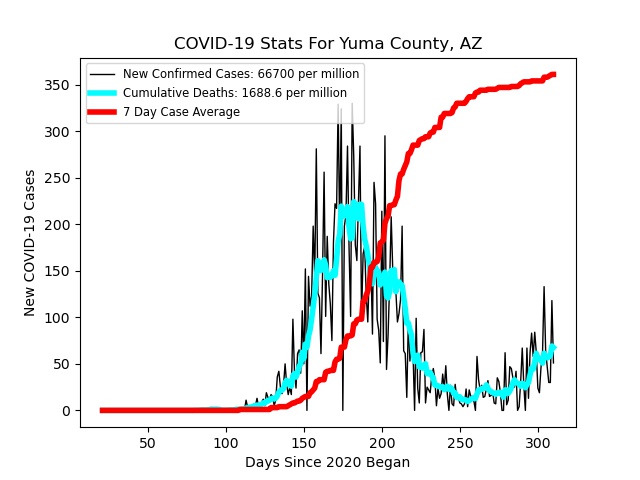 COVID-19 Stats For Yuma County, AZ
New Confirmed Cases: 66700 per million
Cumulative Deaths: 1688.6 per million
7 Day Case Average
New COVID-19 Cases
350
300
250
200
150
100
50
0
50 100 150 200 250 300
Days Since 2020 Began